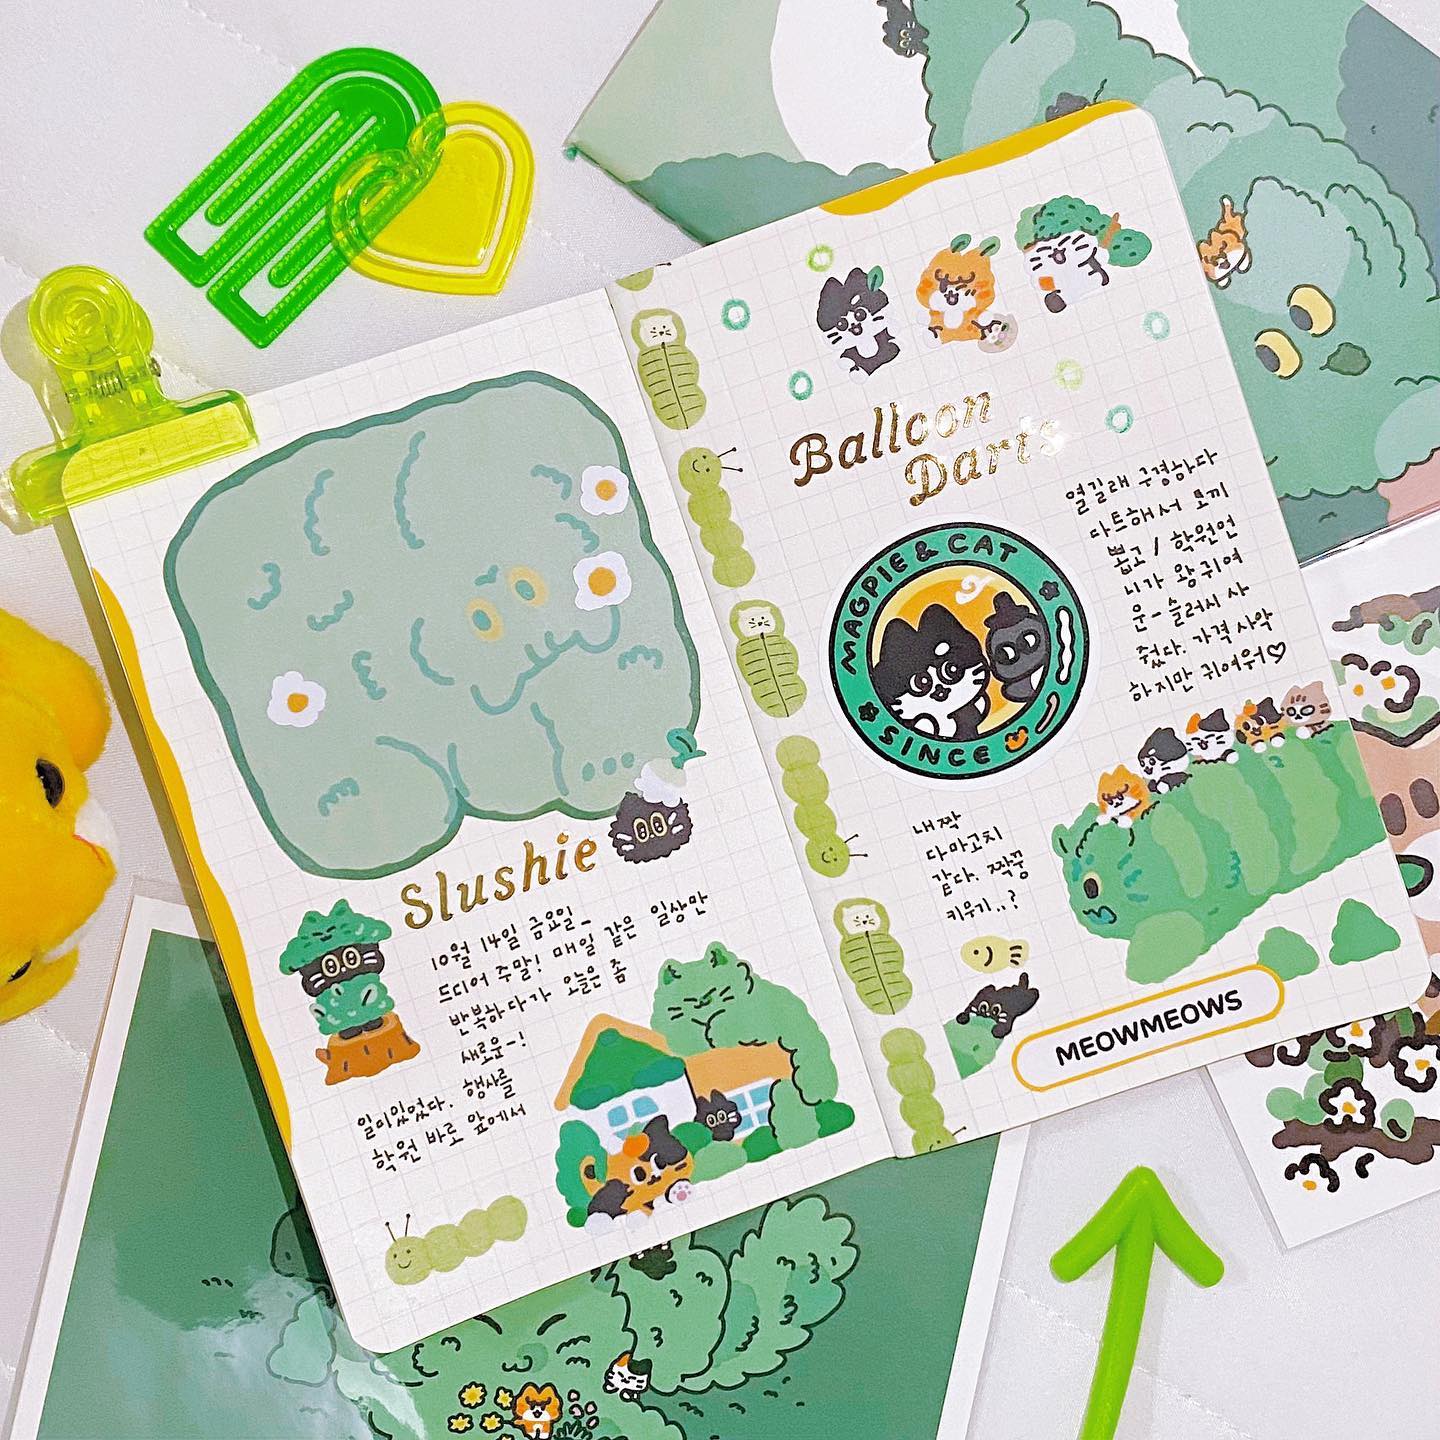 Slushie
10월 14일 금요일_
드디어 주말! 매일 같은 일상만
반복하다가 오늘은 좀
새로운-!
일이있었다. 행사를
학원 바로 앞에서
Balloon
Darts
열길래 구경하다
다트해서 토끼
뽑고 / 학원언
니가 왕귀여
운- 슬러시 사
줬다. 가격사악
하지만 귀여워♡
MAGPIE & CAT
SINCE
내짝
다마고치
같다. 짝꿍
키우기..?
MEOWMEOWS